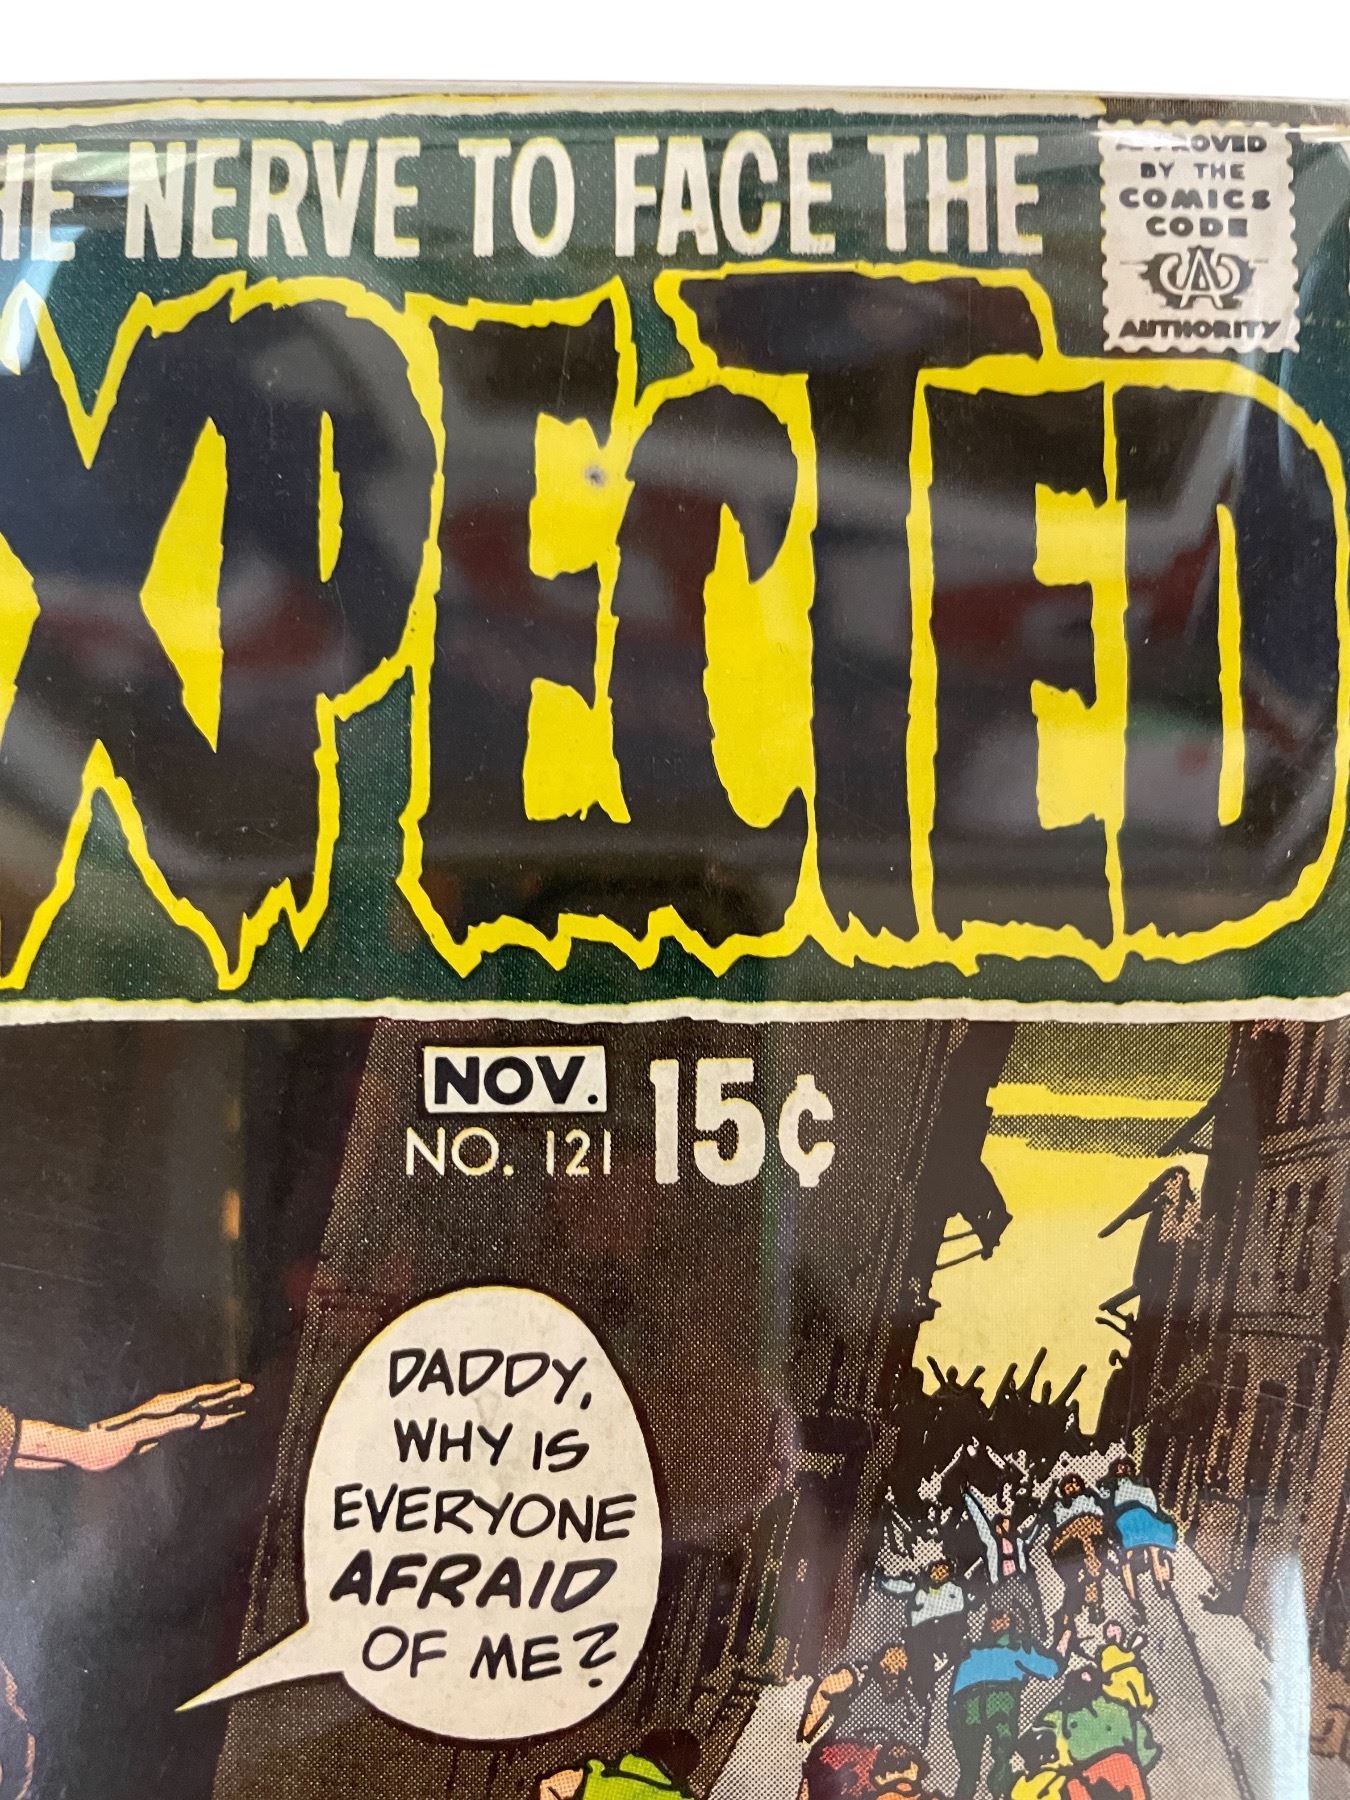 HE NERVE TO FACE THE
XPECTED
APPROVED
BY THE
COMICS
CODE
AUTHORITY
NOV.
NO. 121
15¢
DADDY,
WHY IS
EVERYONE
AFRAID
OF ME?